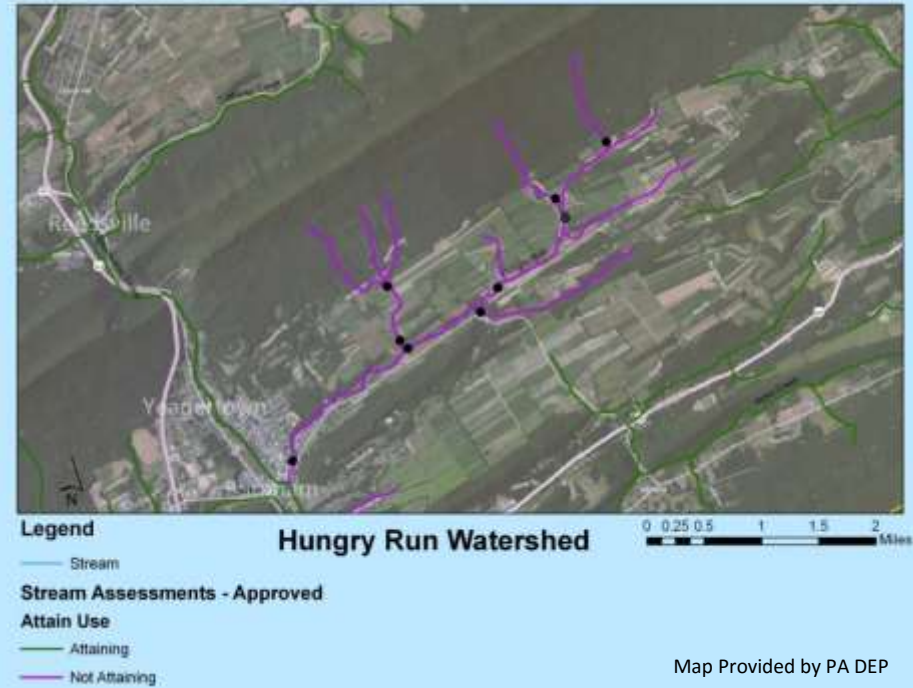 Reedsville
Yeagertown
N
Legend
Hungry Run Watershed
0 0.25 0.5 1 1.5 2
Miles
Stream
Stream Assessments - Approved
Attain Use
Attaining
Not Attaining
Map Provided by PA DEP